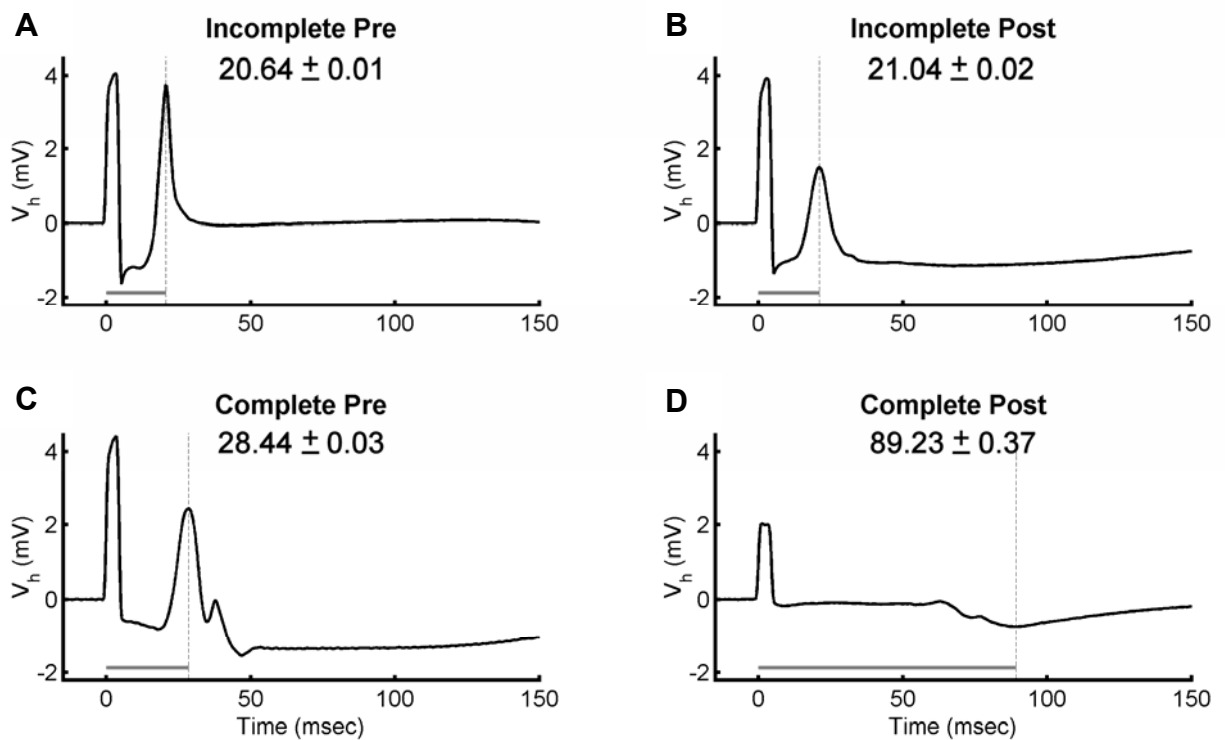 A
Incomplete Pre
20.64 ± 0.01
4
2
0
-2
V_h (mV)
0 50 100 150
B
Incomplete Post
21.04 ± 0.02
4
2
0
-2
V_h (mV)
0 50 100 150
C
Complete Pre
28.44 ± 0.03
4
2
0
-2
V_h (mV)
0 50 100 150
Time (msec)
D
Complete Post
89.23 ± 0.37
4
2
0
-2
V_h (mV)
0 50 100 150
Time (msec)